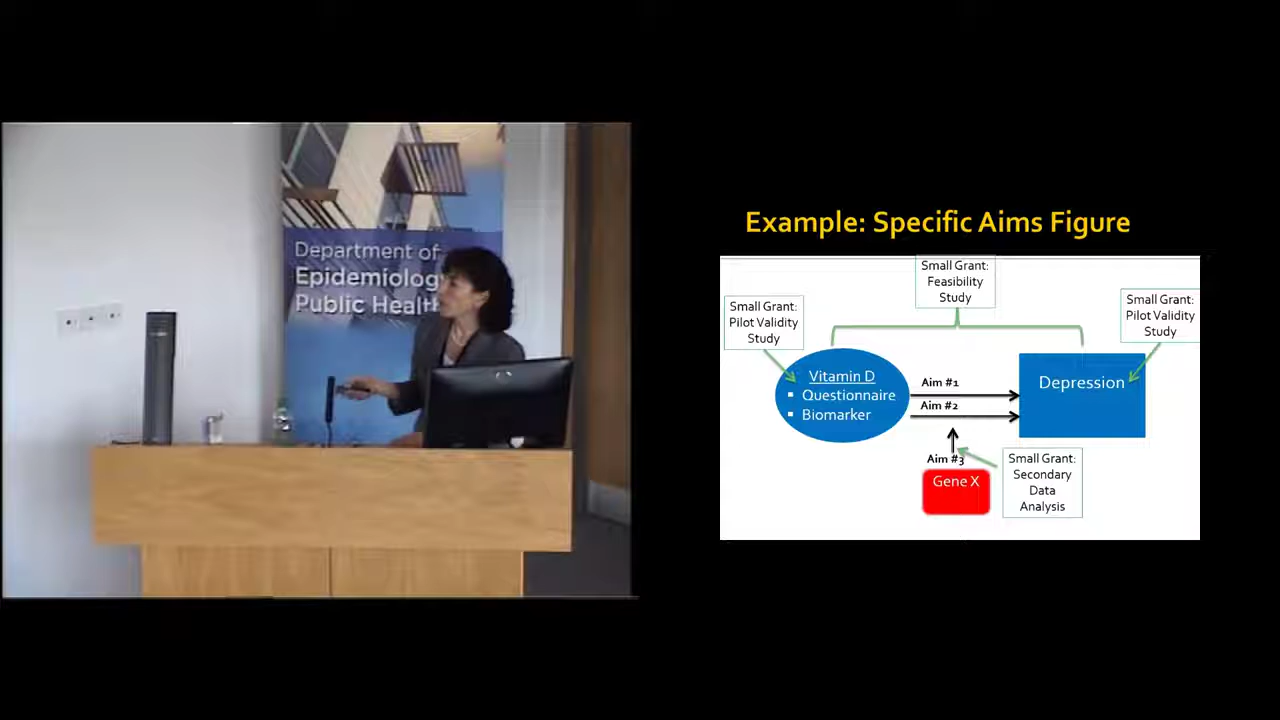 Department of
Epidemiolog
Public Healt
Example: Specific Aims Figure
Small Grant:
Feasibility
Study
Small Grant:
Pilot Validity
Study
Small Grant:
Pilot Validity
Study
Vitamin D
▪ Questionnaire
▪ Biomarker
Aim #1
Aim #2
Depression
Aim #3
Gene X
Small Grant:
Secondary
Data
Analysis